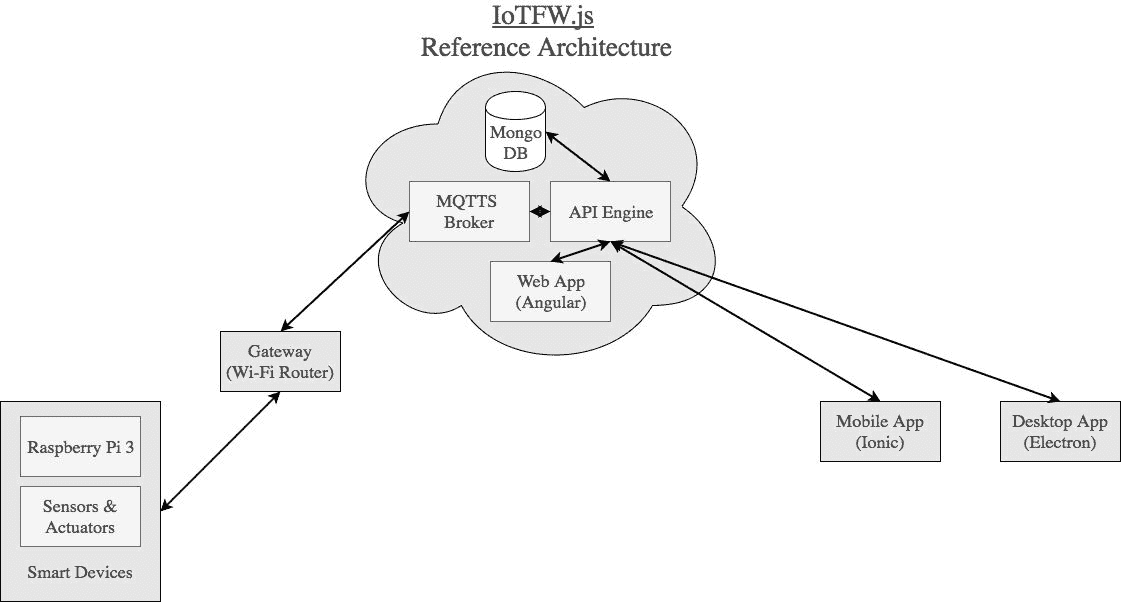 IoTFW.js
Reference Architecture
Mongo
DB
MQTTS
Broker
API Engine
Web App
(Angular)
Gateway
(Wi-Fi Router)
Raspberry Pi 3
Sensors &
Actuators
Smart Devices
Mobile App
(Ionic)
Desktop App
(Electron)